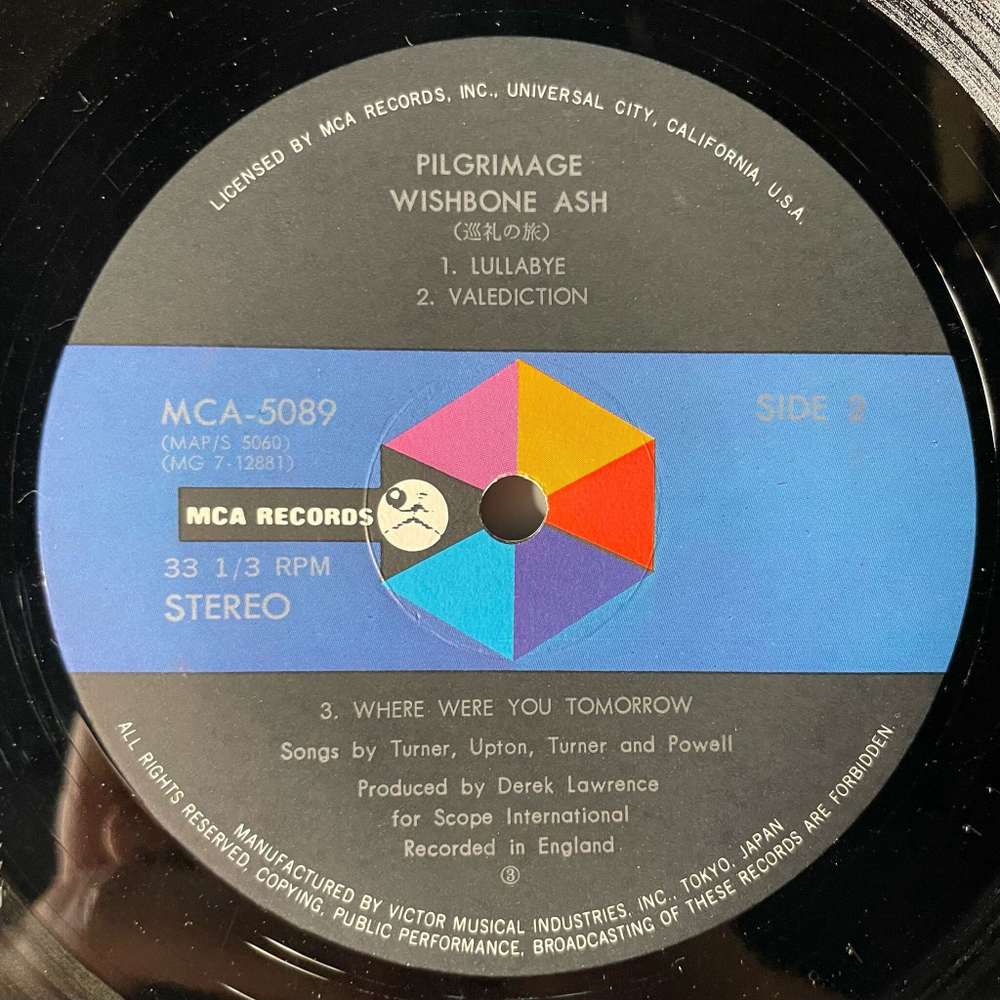 LICENSED BY MCA RECORDS, INC., UNIVERSAL CITY, CALIFORNIA, U.S.A.
PILGRIMAGE
WISHBONE ASH
(巡礼の旅)
1. LULLABYE
2. VALEDICTION
MCA-5089
(MAP/S 5060)
(MG 7-12881)
SIDE 2
MCA RECORDS
33 1/3 RPM
STEREO
3. WHERE WERE YOU TOMORROW
Songs by Turner, Upton, Turner and Powell
Produced by Derek Lawrence
for Scope International
Recorded in England
③
MANUFACTURED BY VICTOR MUSICAL INDUSTRIES, INC., TOKYO, JAPAN
ALL RIGHTS RESERVED, COPYING, PUBLIC PERFORMANCE, BROADCASTING OF THESE RECORDS ARE FORBIDDEN.